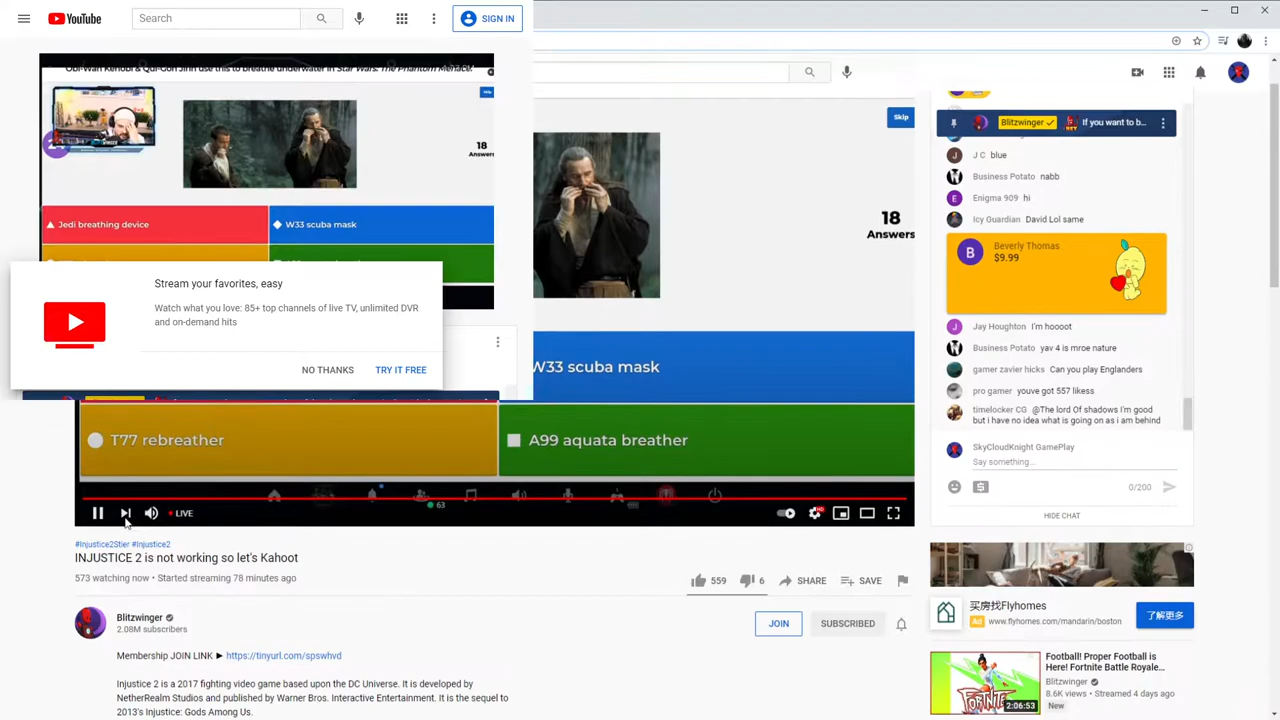 YouTube
Search
SIGN IN
Obi-Wan Kenobi & Qui-Gon Jinn use this to breathe underwater in Star Wars: The Phantom Menace.
Skip
18
Answers
Jedi breathing device
W33 scuba mask
Stream your favorites, easy
Watch what you love: 85+ top channels of live TV, unlimited DVR
and on-demand hits
NO THANKS
TRY IT FREE
Skip
18
Answers
W33 scuba mask
T77 rebreather
A99 aquata breather
63
LIVE
HD
#Injustice2Stier #Injustice2
INJUSTICE 2 is not working so let's Kahoot
573 watching now • Started streaming 78 minutes ago
559
6
SHARE
SAVE
Blitzwinger
2.08M subscribers
JOIN
SUBSCRIBED
Membership JOIN LINK ► https://tinyurl.com/spswhvd
Injustice 2 is a 2017 fighting video game based upon the DC Universe. It is developed by
NetherRealm Studios and published by Warner Bros. Interactive Entertainment. It is the sequel to
2013's Injustice: Gods Among Us.
Blitzwinger If you want to b...
J C blue
Business Potato nabb
Enigma 909 hi
Icy Guardian David Lol same
B
Beverly Thomas
$9.99
Jay Houghton I'm hoooot
Business Potato yav 4 is mroe nature
gamer zavier hicks Can you play Englanders
pro gamer youve got 557 likess
timelocker CG @The lord Of shadows I'm good
but i have no idea what is going on as i am behind
SkyCloudKnight GamePlay
Say something...
0/200
HIDE CHAT
买房找Flyhomes
Ad www.flyhomes.com/mandarin/boston
了解更多
Football! Proper Football is
Here! Fortnite Battle Royale...
Blitzwinger
8.6K views • Streamed 4 days ago
New
FORTNITE
2:06:53